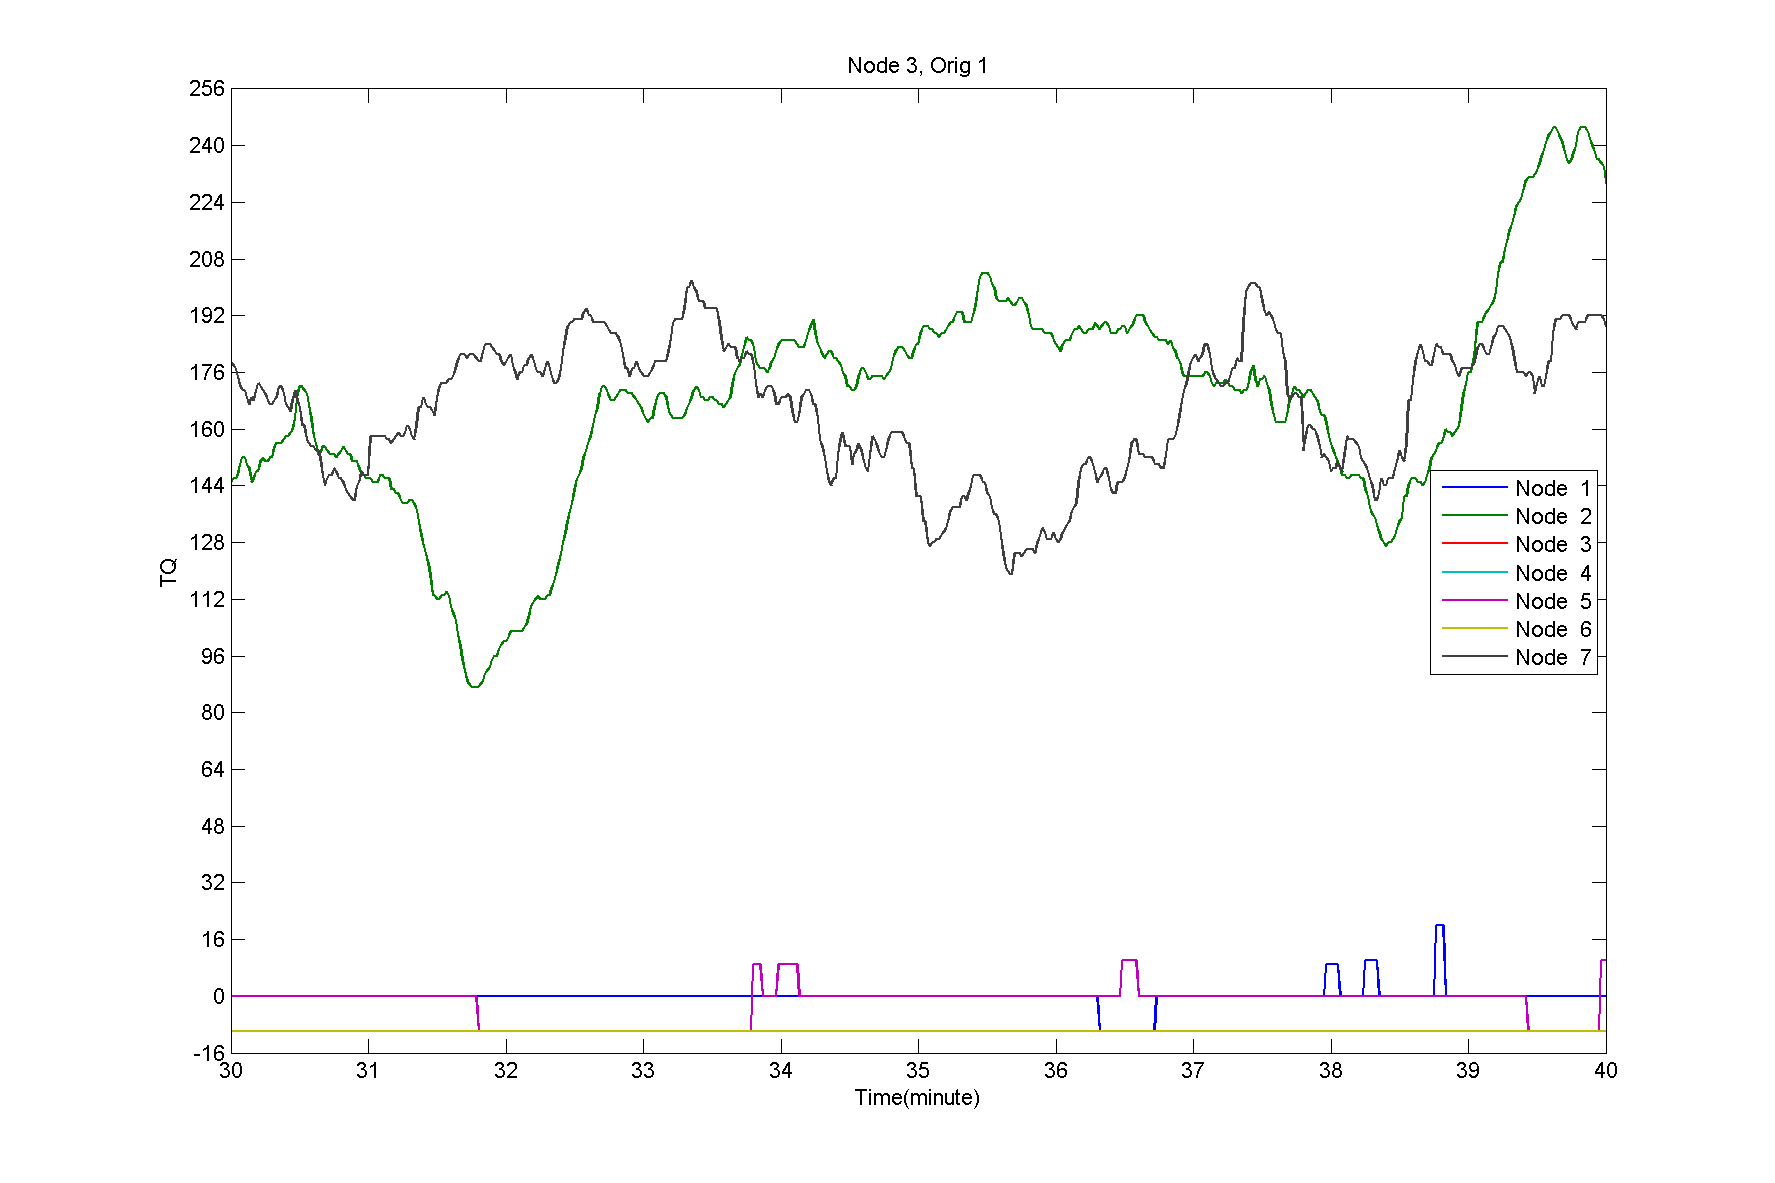 Node 3, Orig 1
256
240
224
208
192
176
160
144
128
112
96
80
64
48
32
16
0
-16
TQ
Node 1
Node 2
Node 3
Node 4
Node 5
Node 6
Node 7
30 31 32 33 34 35 36 37 38 39 40
Time(minute)